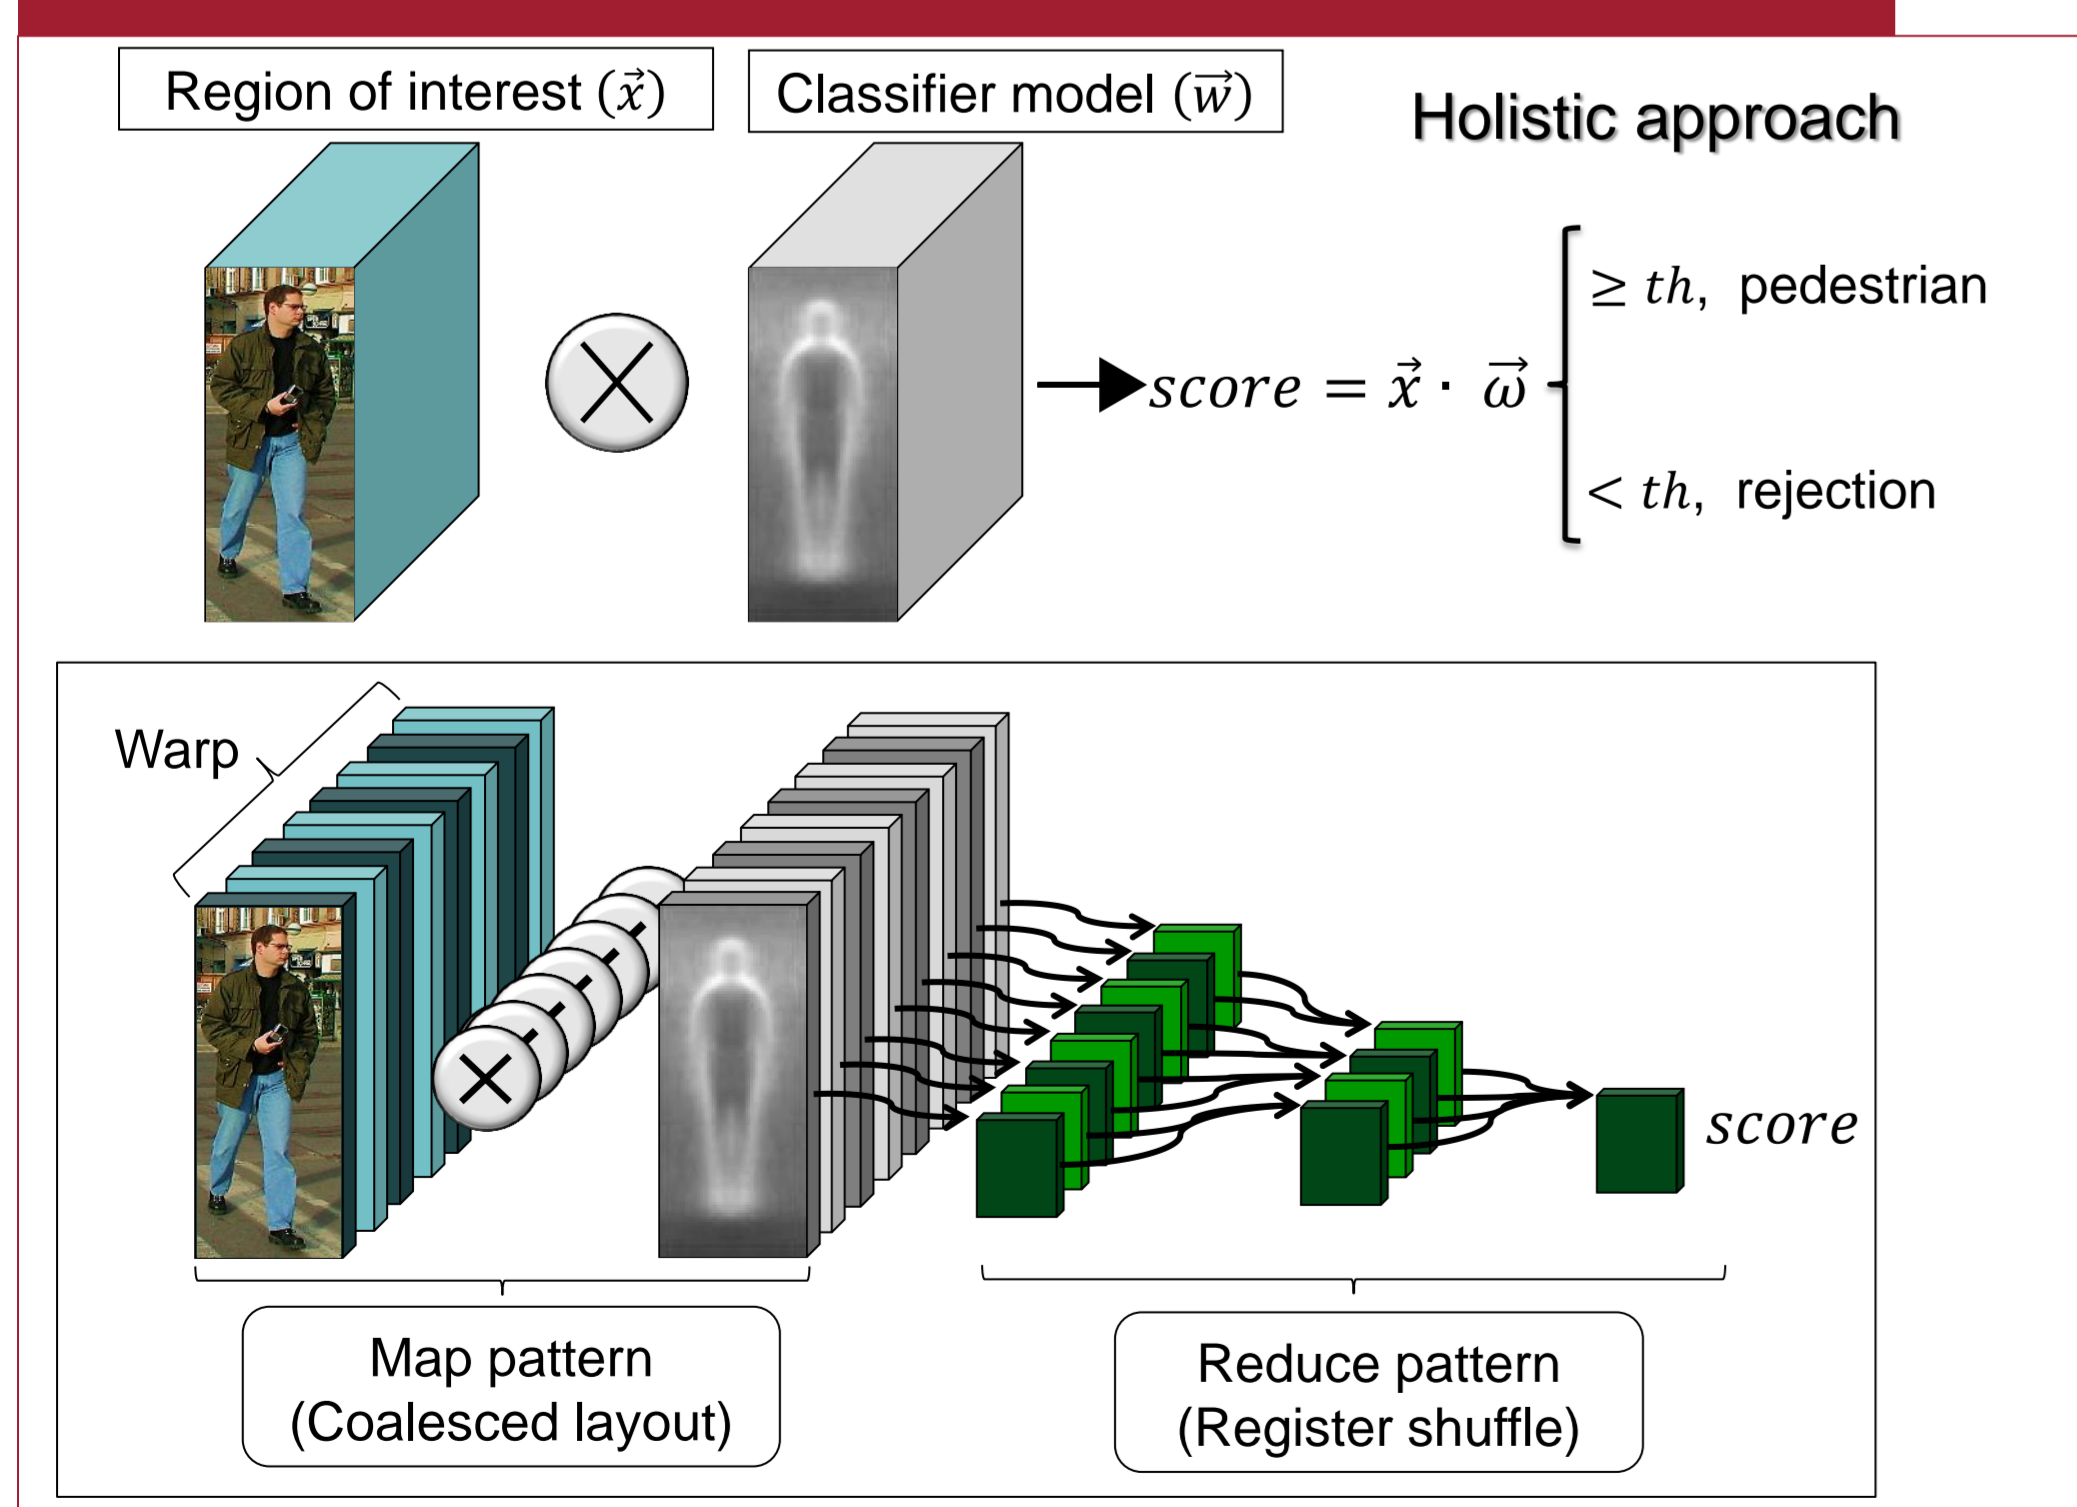 Region of interest (x⃗)
Classifier model (w⃗)
Holistic approach
≥ th, pedestrian
score = x⃗ · ω⃗
< th, rejection
Warp
score
Map pattern
(Coalesced layout)
Reduce pattern
(Register shuffle)